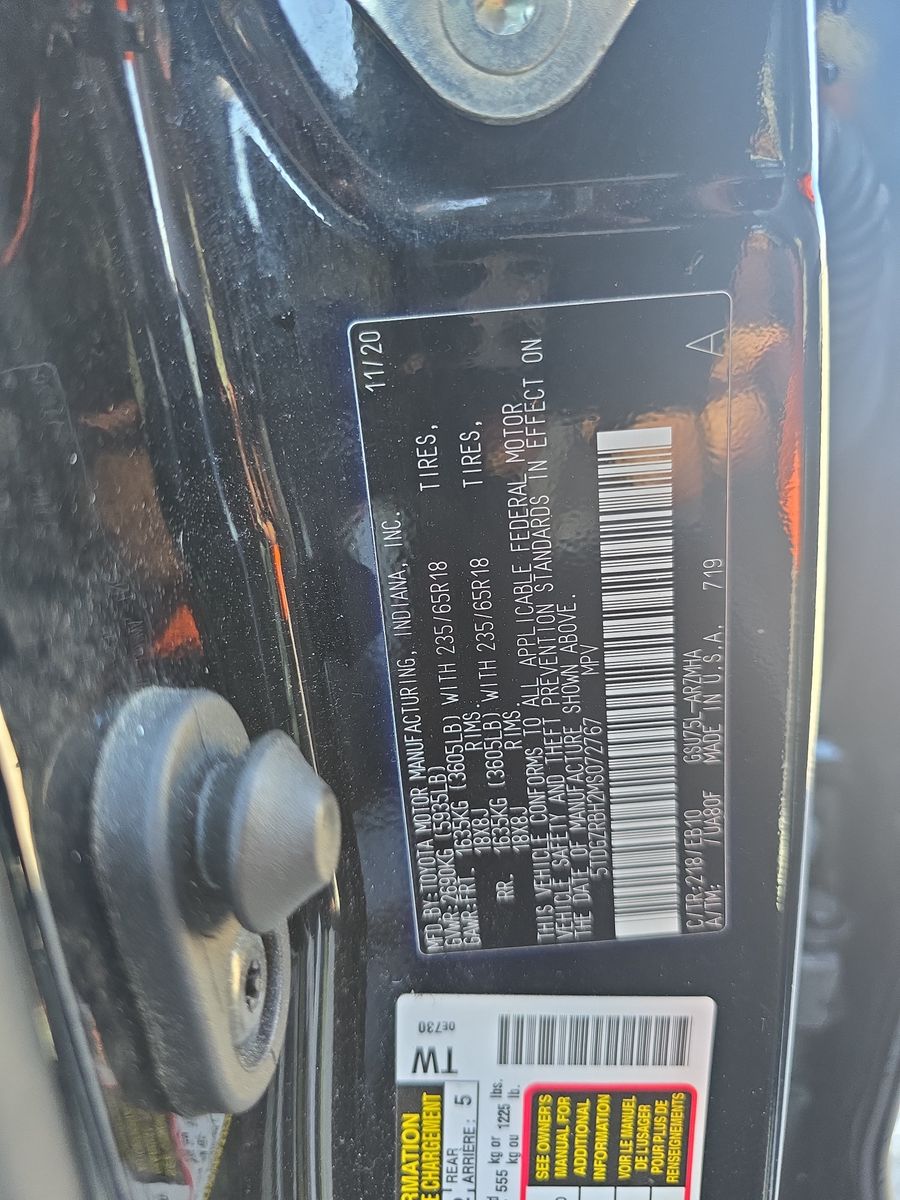 11/20
MFD BY:TOYOTA MOTOR MANUFACTURING, INDIANA, INC.
GVWR:2690KG (5935LB)
GAWR:FRT. 1635KG (3605LB) WITH 235/65R18 TIRES,
18X8J RIMS.
RR. 1635KG (3605LB) WITH 235/65R18 TIRES,
18X8J RIMS.
THIS VEHICLE CONFORMS TO ALL APPLICABLE FEDERAL MOTOR
VEHICLE SAFETY AND THEFT PREVENTION STANDARDS IN EFFECT ON
THE DATE OF MANUFACTURE SHOWN ABOVE.
5TDGZRBH2MS072767 MPV
C/TR:218/EB10 GSU75L-ARZMHA
A/TM: /UA80F MADE IN U.S.A. 719
A
TW
0E730
REAR 5
ARRIÈRE :
555 kg or 1225 lbs.
kg ou lb.
E CHARGEMENT
SEE OWNER'S
MANUAL FOR
ADDITIONAL
INFORMATION
VOIR LE MANUEL
DE L'USAGER
POUR PLUS DE
RENSEIGNEMENTS